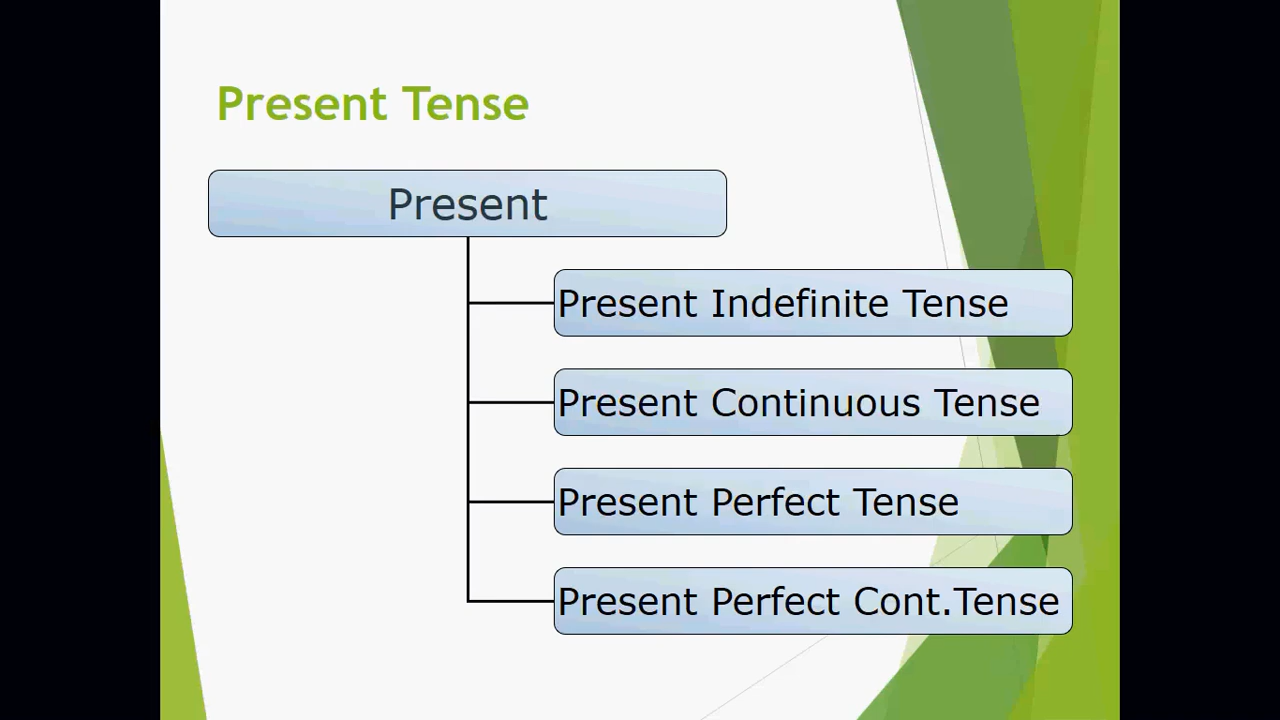 Present Tense
Present
Present Indefinite Tense
Present Continuous Tense
Present Perfect Tense
Present Perfect Cont.Tense